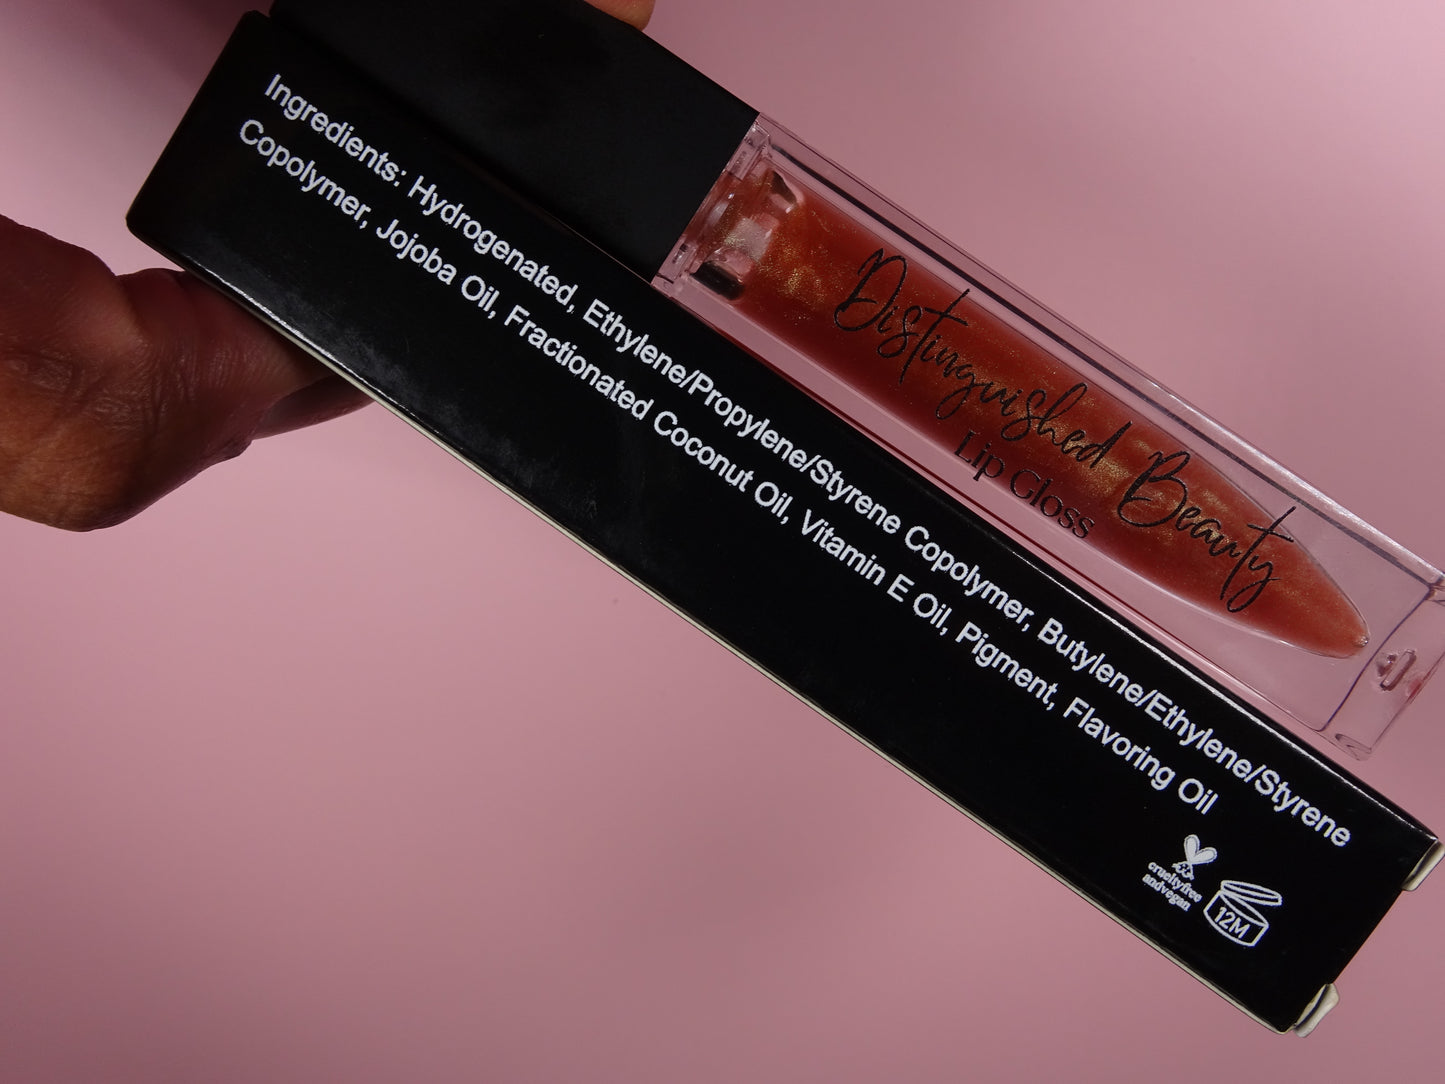 Ingredients: Hydrogenated, Ethylene/Propylene/Styrene Copolymer, Butylene/Ethylene/Styrene
Copolymer, Jojoba Oil, Fractionated Coconut Oil, Vitamin E Oil, Pigment, Flavoring Oil
crueltyfree
andvegan
12M
Distinguished Beauty
Lip Gloss